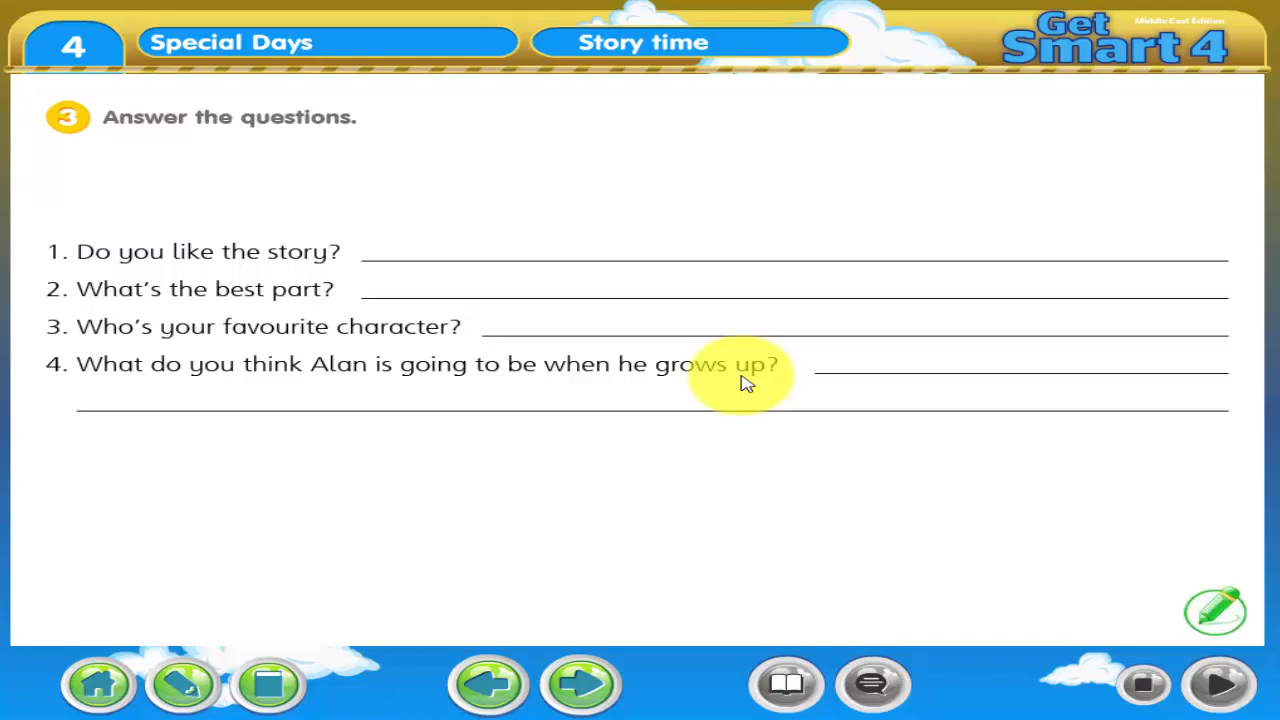 4
Special Days
Story time
Middle East Edition
Get
Smart 4
3 Answer the questions.
1. Do you like the story?
2. What's the best part?
3. Who's your favourite character?
4. What do you think Alan is going to be when he grows up?